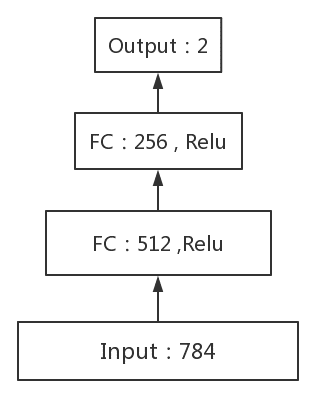 Output : 2
FC : 256 , Relu
FC : 512 ,Relu
Input : 784